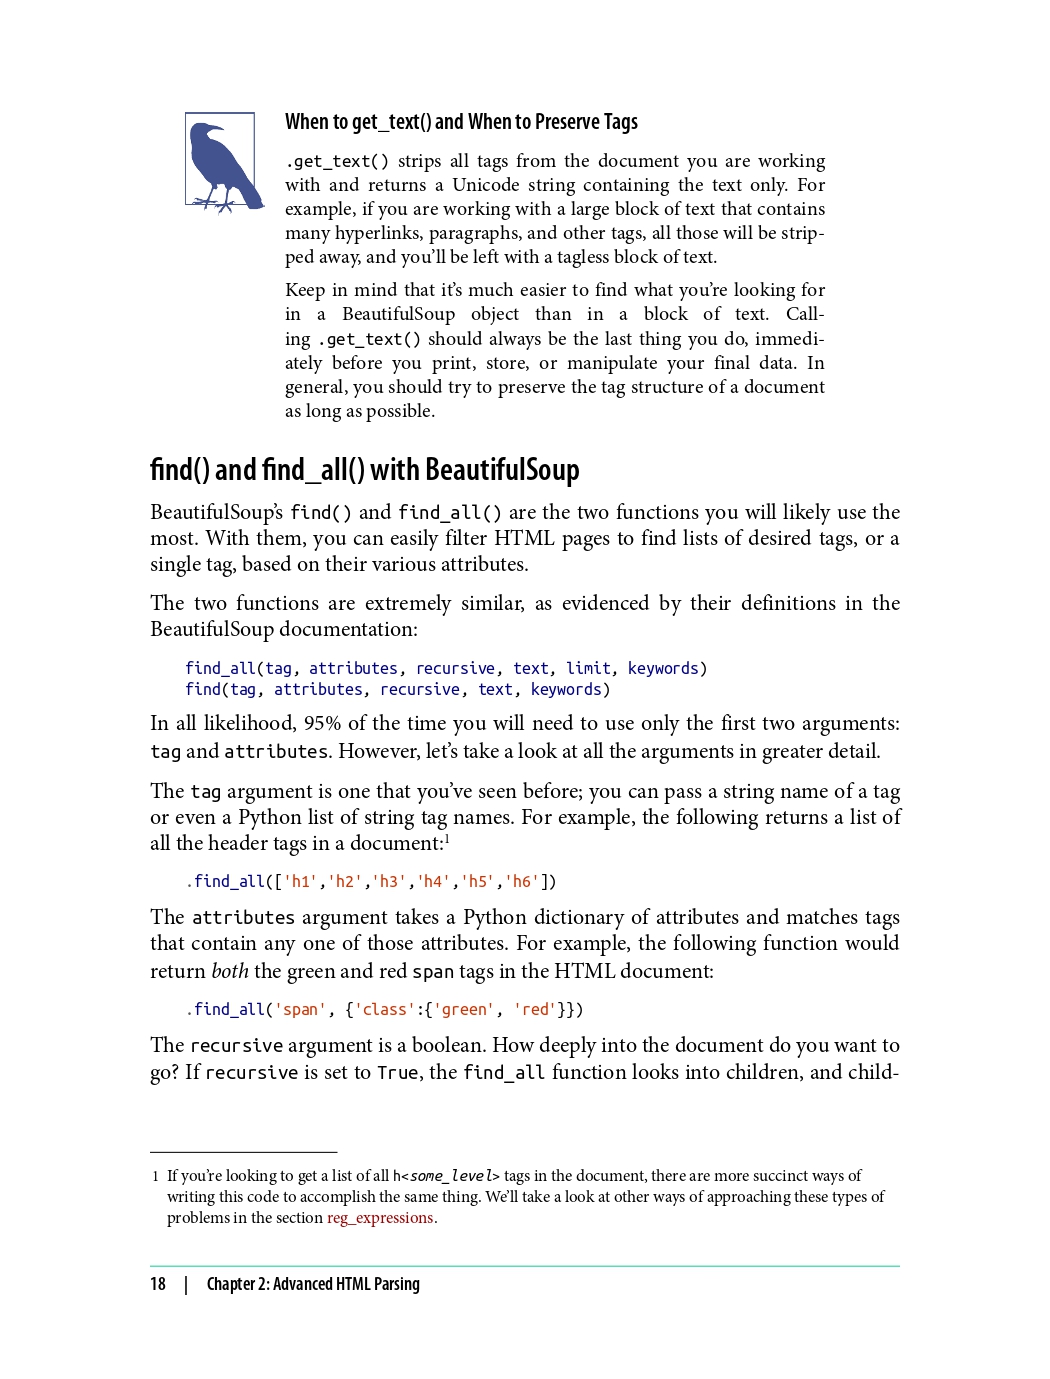 When to get_text() and When to Preserve Tags
.get_text() strips all tags from the document you are working
with and returns a Unicode string containing the text only. For
example, if you are working with a large block of text that contains
many hyperlinks, paragraphs, and other tags, all those will be strip-
ped away, and you’ll be left with a tagless block of text.
Keep in mind that it’s much easier to find what you’re looking for
in a BeautifulSoup object than in a block of text. Call-
ing .get_text() should always be the last thing you do, immedi-
ately before you print, store, or manipulate your final data. In
general, you should try to preserve the tag structure of a document
as long as possible.
find() and find_all() with BeautifulSoup
BeautifulSoup’s find() and find_all() are the two functions you will likely use the
most. With them, you can easily filter HTML pages to find lists of desired tags, or a
single tag, based on their various attributes.
The two functions are extremely similar, as evidenced by their definitions in the
BeautifulSoup documentation:
find_all(tag, attributes, recursive, text, limit, keywords)
find(tag, attributes, recursive, text, keywords)
In all likelihood, 95% of the time you will need to use only the first two arguments:
tag and attributes. However, let’s take a look at all the arguments in greater detail.
The tag argument is one that you’ve seen before; you can pass a string name of a tag
or even a Python list of string tag names. For example, the following returns a list of
all the header tags in a document:1
.find_all(['h1','h2','h3','h4','h5','h6'])
The attributes argument takes a Python dictionary of attributes and matches tags
that contain any one of those attributes. For example, the following function would
return both the green and red span tags in the HTML document:
.find_all('span', {'class':{'green', 'red'}})
The recursive argument is a boolean. How deeply into the document do you want to
go? If recursive is set to True, the find_all function looks into children, and child-
1 If you’re looking to get a list of all h<some_level> tags in the document, there are more succinct ways of
writing this code to accomplish the same thing. We’ll take a look at other ways of approaching these types of
problems in the section reg_expressions.
18 | Chapter 2: Advanced HTML Parsing